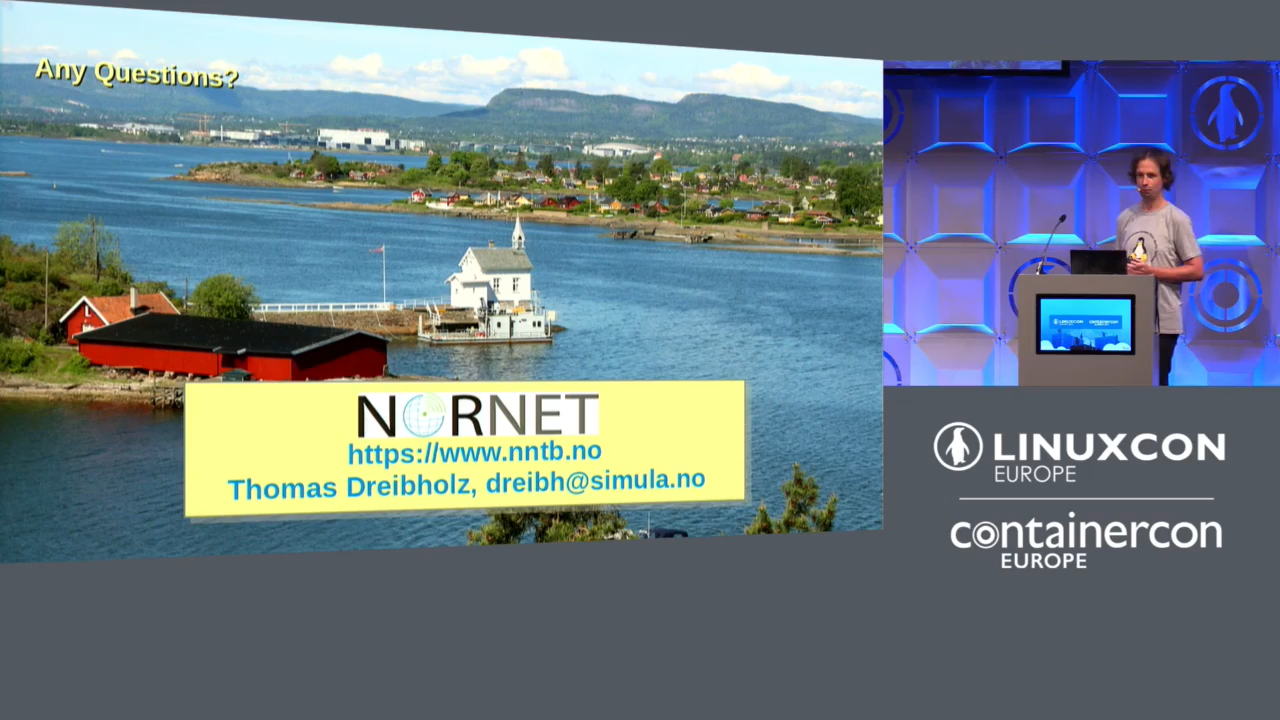 Any Questions?
NORNET
https://www.nntb.no
Thomas Dreibholz, dreibh@simula.no
LINUXCON
EUROPE
containercon
EUROPE